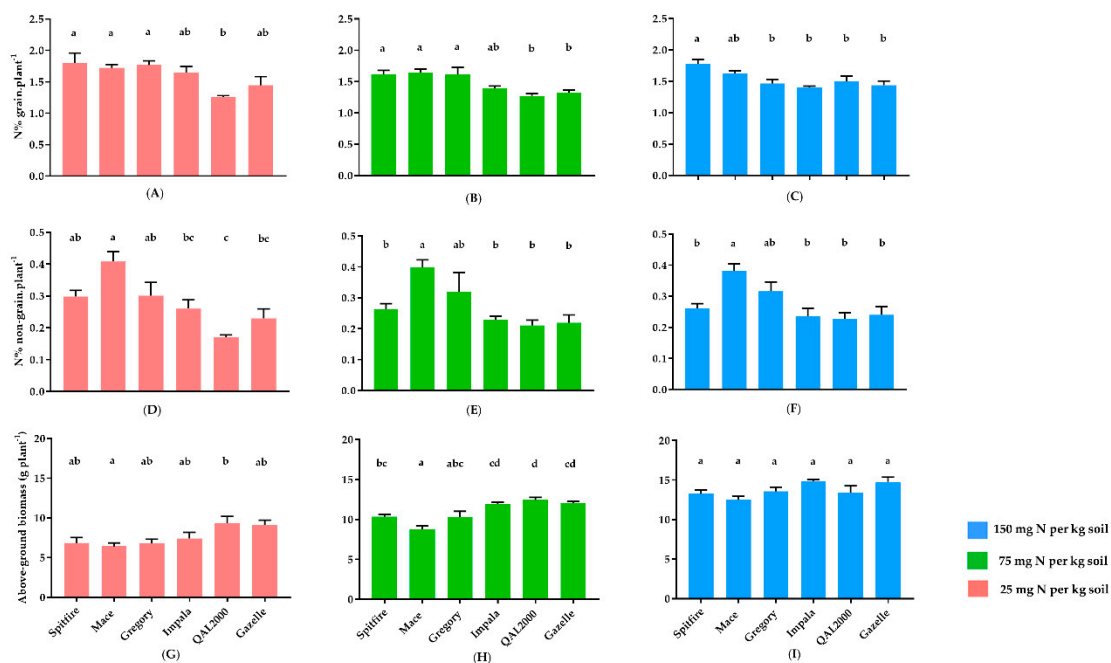 2.5 a a a ab b ab
2.0
1.5
1.0
0.5
0.0
N% grain.plant-1
(A)
2.5
2.0 a a a ab b b
1.5
1.0
0.5
0.0
(B)
2.5
2.0 a ab b b b b
1.5
1.0
0.5
0.0
(C)
0.5 ab a ab bc c bc
0.4
0.3
0.2
0.1
0.0
N% non-grain.plant-1
(D)
0.5 b a ab b b b
0.4
0.3
0.2
0.1
0.0
(E)
0.5 b a ab b b b
0.4
0.3
0.2
0.1
0.0
(F)
20
15 ab a ab ab b ab
10
5
0
Above-ground biomass (g plant-1)
Spitfire Mace Gregory Impala QAL2000 Gazelle
(G)
20
15 bc a abc cd d cd
10
5
0
Spitfire Mace Gregory Impala QAL2000 Gazelle
(H)
20
15 a a a a a a
10
5
0
Spitfire Mace Gregory Impala QAL2000 Gazelle
(I)
150 mg N per kg soil
75 mg N per kg soil
25 mg N per kg soil